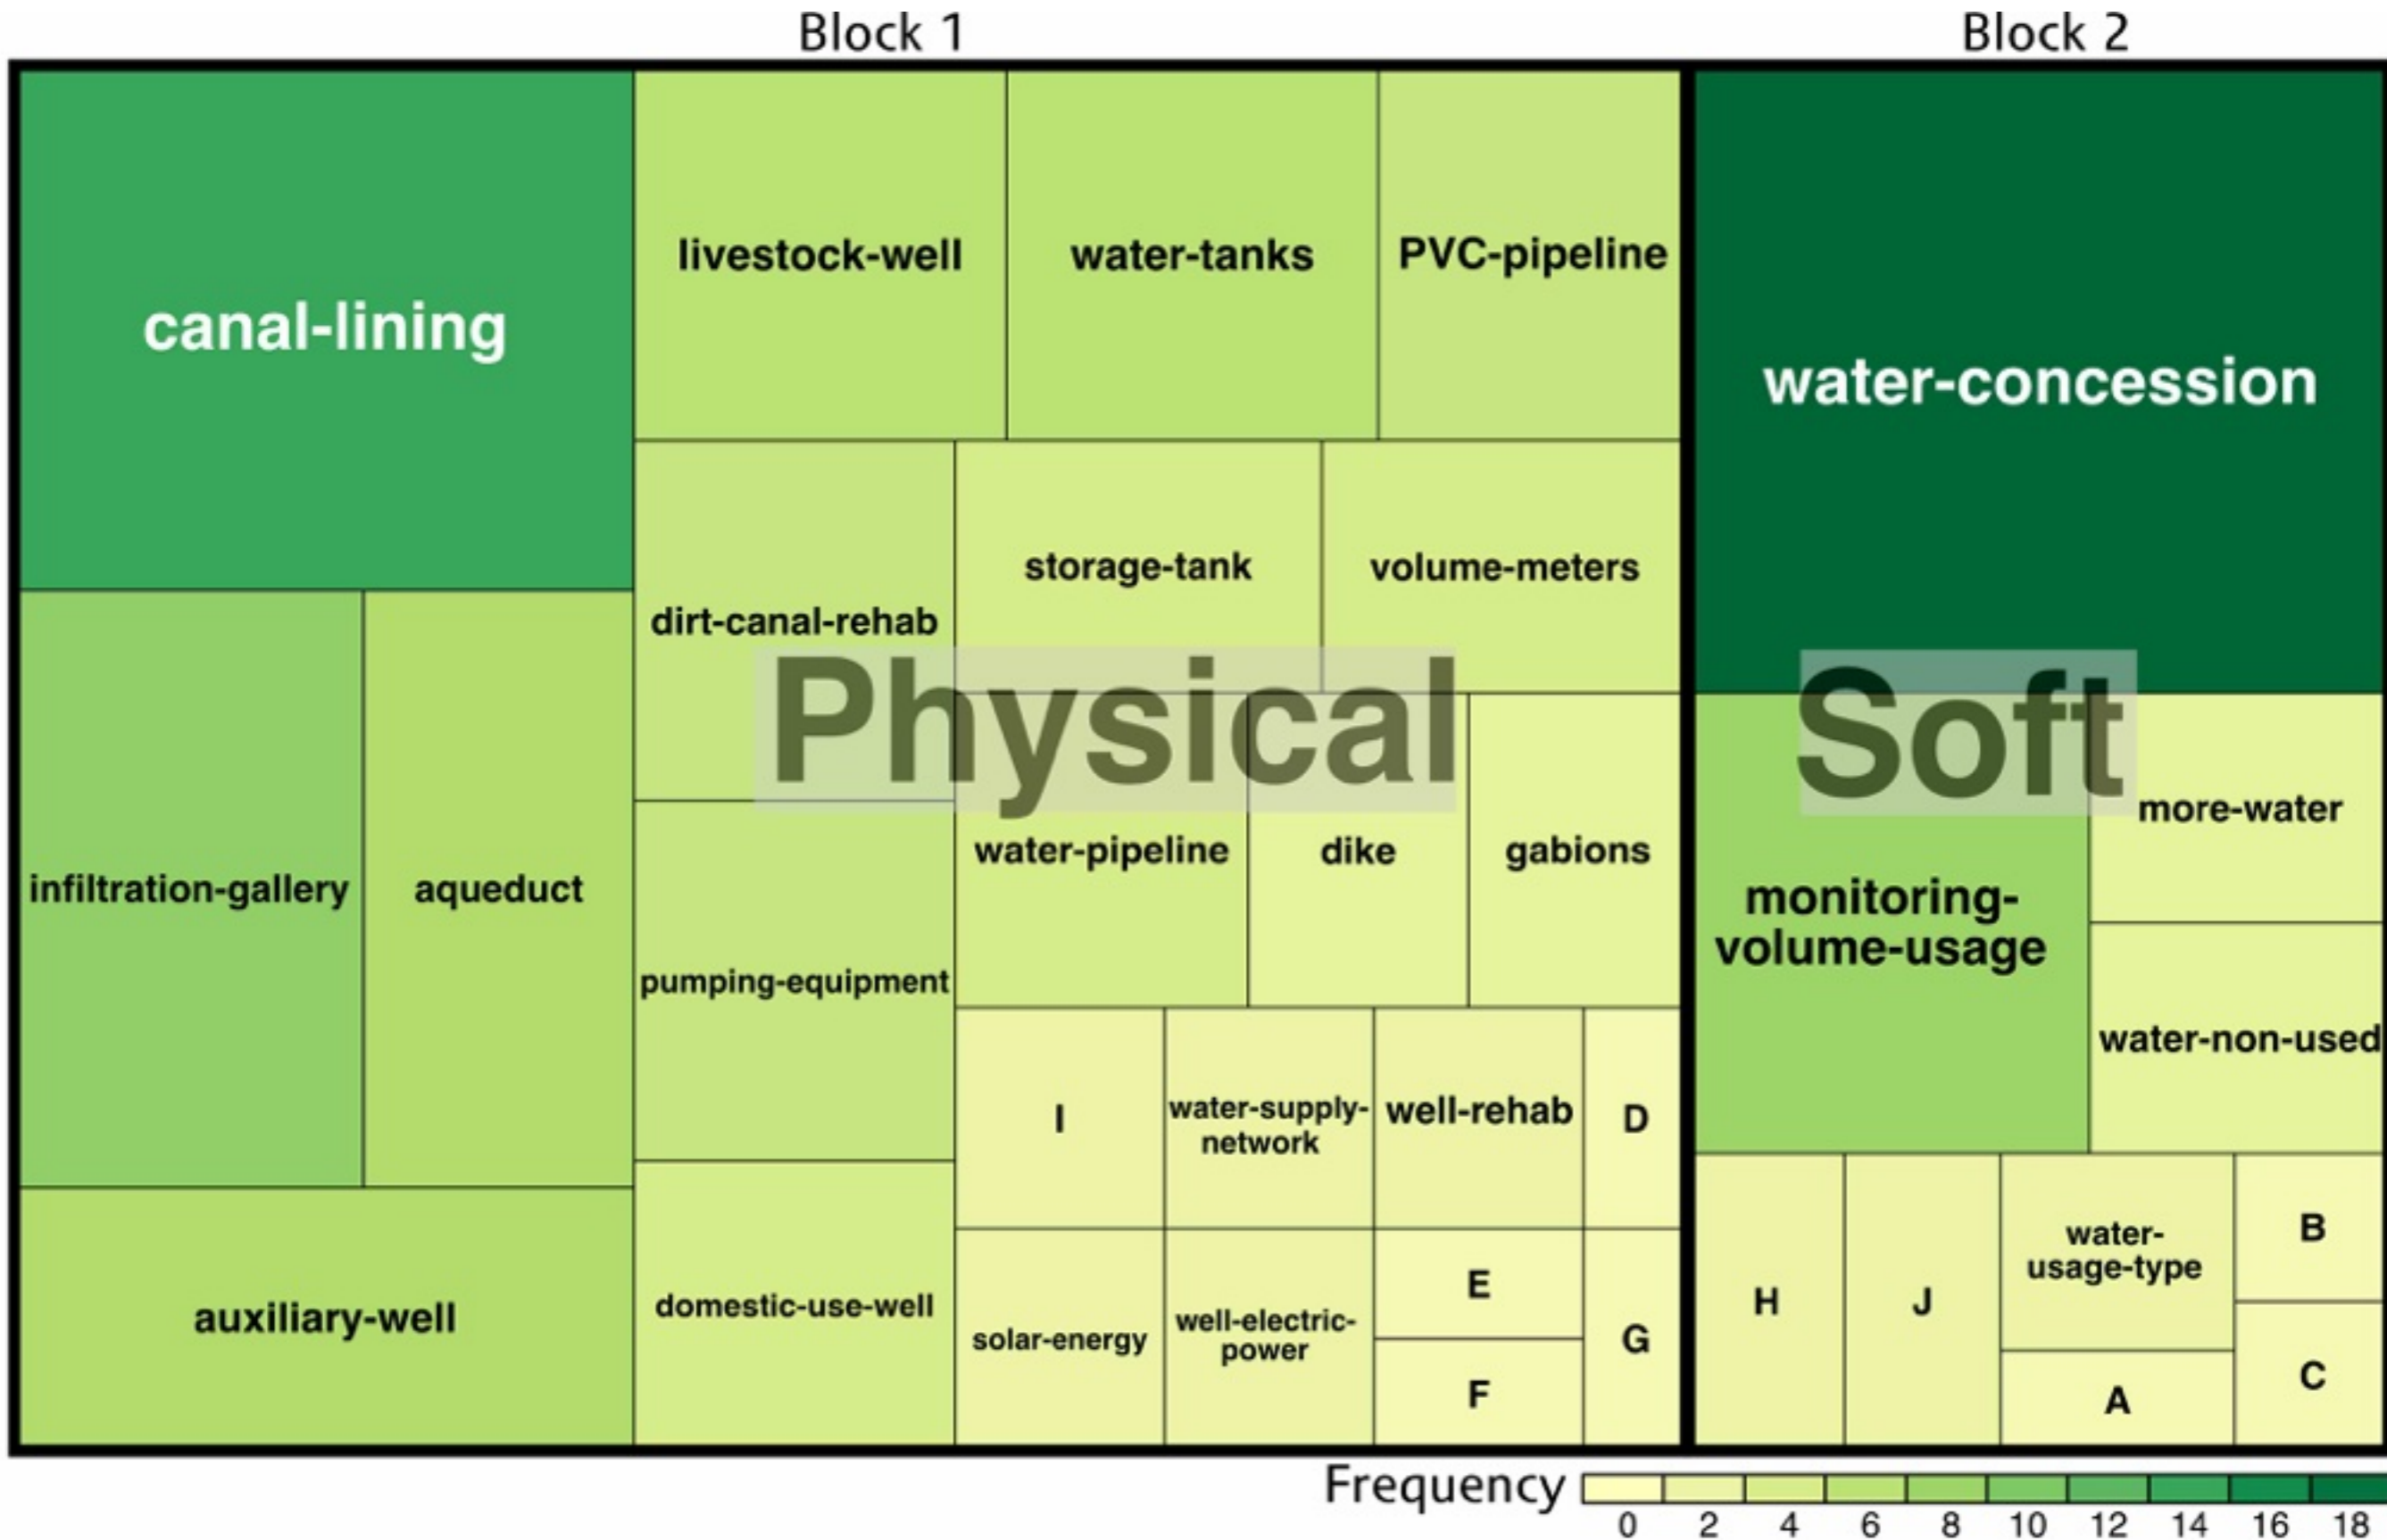 Block 1
Block 2
canal-lining
livestock-well
water-tanks
PVC-pipeline
water-concession
dirt-canal-rehab
storage-tank
volume-meters
Physical
Soft
infiltration-gallery
aqueduct
pumping-equipment
water-pipeline
dike
gabions
monitoring-
volume-usage
more-water
water-non-used
I
water-supply-
network
well-rehab
D
auxiliary-well
domestic-use-well
solar-energy
well-electric-
power
E
F
G
H
J
water-
usage-type
A
B
C
Frequency
0 2 4 6 8 10 12 14 16 18